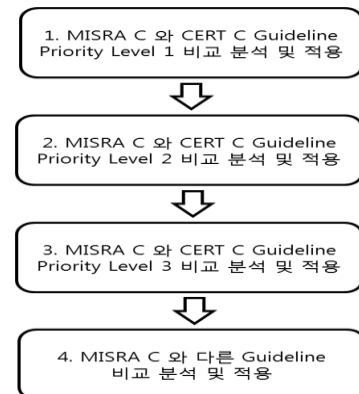 1. MISRA C 와 CERT C Guideline
Priority Level 1 비교 분석 및 적용
2. MISRA C 와 CERT C Guideline
Priority Level 2 비교 분석 및 적용
3. MISRA C 와 CERT C Guideline
Priority Level 3 비교 분석 및 적용
4. MISRA C 와 다른 Guideline
비교 분석 및 적용